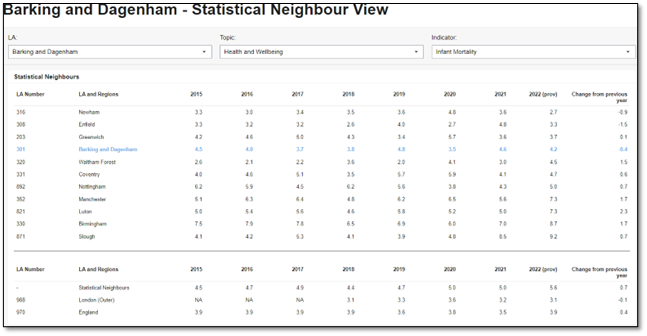 Barking and Dagenham - Statistical Neighbour View
LA: Topic: Indicator:
Barking and Dagenham Health and Wellbeing Infant Mortality
Statistical Neighbours
LA Number LA and Regions 2015 2016 2017 2018 2019 2020 2021 2022 (prov) Change from previous year
316 Newham 3.3 3.0 3.4 3.5 3.6 4.8 3.6 2.7 -0.9
308 Enfield 3.3 3.2 3.2 2.6 4.0 2.7 4.8 3.3 -1.5
203 Greenwich 4.2 4.6 5.0 4.3 3.4 5.7 3.6 3.7 0.1
301 Barking and Dagenham 4.5 4.8 3.7 3.8 4.8 3.5 4.6 4.2 -0.4
320 Waltham Forest 2.6 2.1 2.2 3.6 2.8 4.1 3.0 4.5 1.5
331 Coventry 4.0 4.6 5.1 3.5 5.7 5.9 4.1 4.7 0.6
892 Nottingham 6.2 5.9 4.5 6.2 5.6 3.8 4.3 5.0 0.7
352 Manchester 5.1 6.3 6.4 4.8 6.2 6.5 5.6 7.3 1.7
821 Luton 5.0 5.4 5.6 4.6 5.8 5.2 5.0 7.3 2.3
330 Birmingham 7.5 7.9 7.8 6.5 6.9 6.0 7.0 8.7 1.7
871 Slough 4.1 4.2 5.3 4.1 3.9 4.8 8.5 9.2 0.7
LA Number LA and Regions 2015 2016 2017 2018 2019 2020 2021 2022 (prov) Change from previous year
- Statistical Neighbours 4.5 4.7 4.9 4.4 4.7 5.0 5.0 5.6 0.7
988 London (Outer) NA NA NA 3.1 3.3 3.6 3.2 3.1 -0.1
970 England 3.9 3.9 3.9 3.9 3.6 3.8 3.5 3.9 0.4